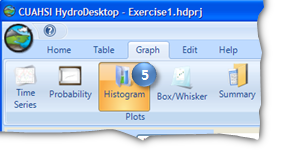 CUAHSI HydroDesktop - Exercise1.hdprj
Home Table Graph Edit Help
5
Time Series Probability Histogram Box/Whisker Summary
Plots